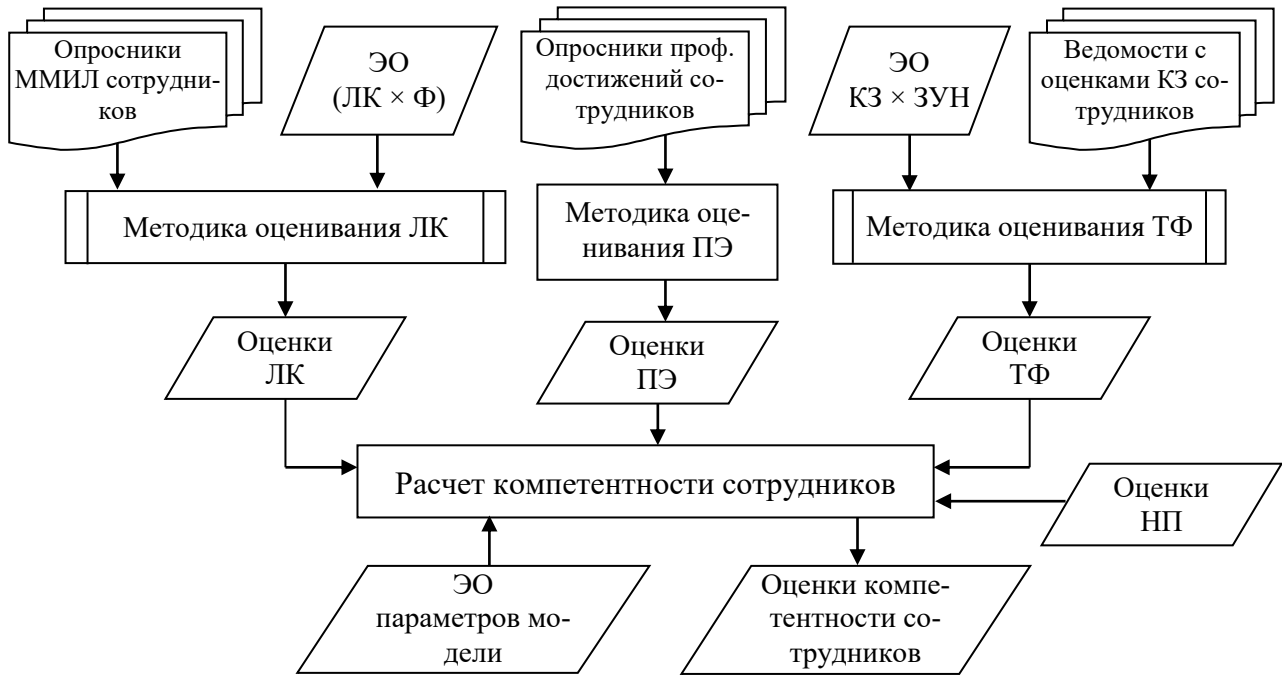 Опросники
ММИЛ сотрудни-
ков
ЭО
(ЛК × Ф)
Опросники проф.
достижений со-
трудников
ЭО
КЗ × ЗУН
Ведомости с
оценками КЗ со-
трудников
Методика оценивания ЛК
Методика оце-
нивания ПЭ
Методика оценивания ТФ
Оценки
ЛК
Оценки
ПЭ
Оценки
ТФ
Расчет компетентности сотрудников
Оценки
НП
ЭО
параметров мо-
дели
Оценки компе-
тентности со-
трудников